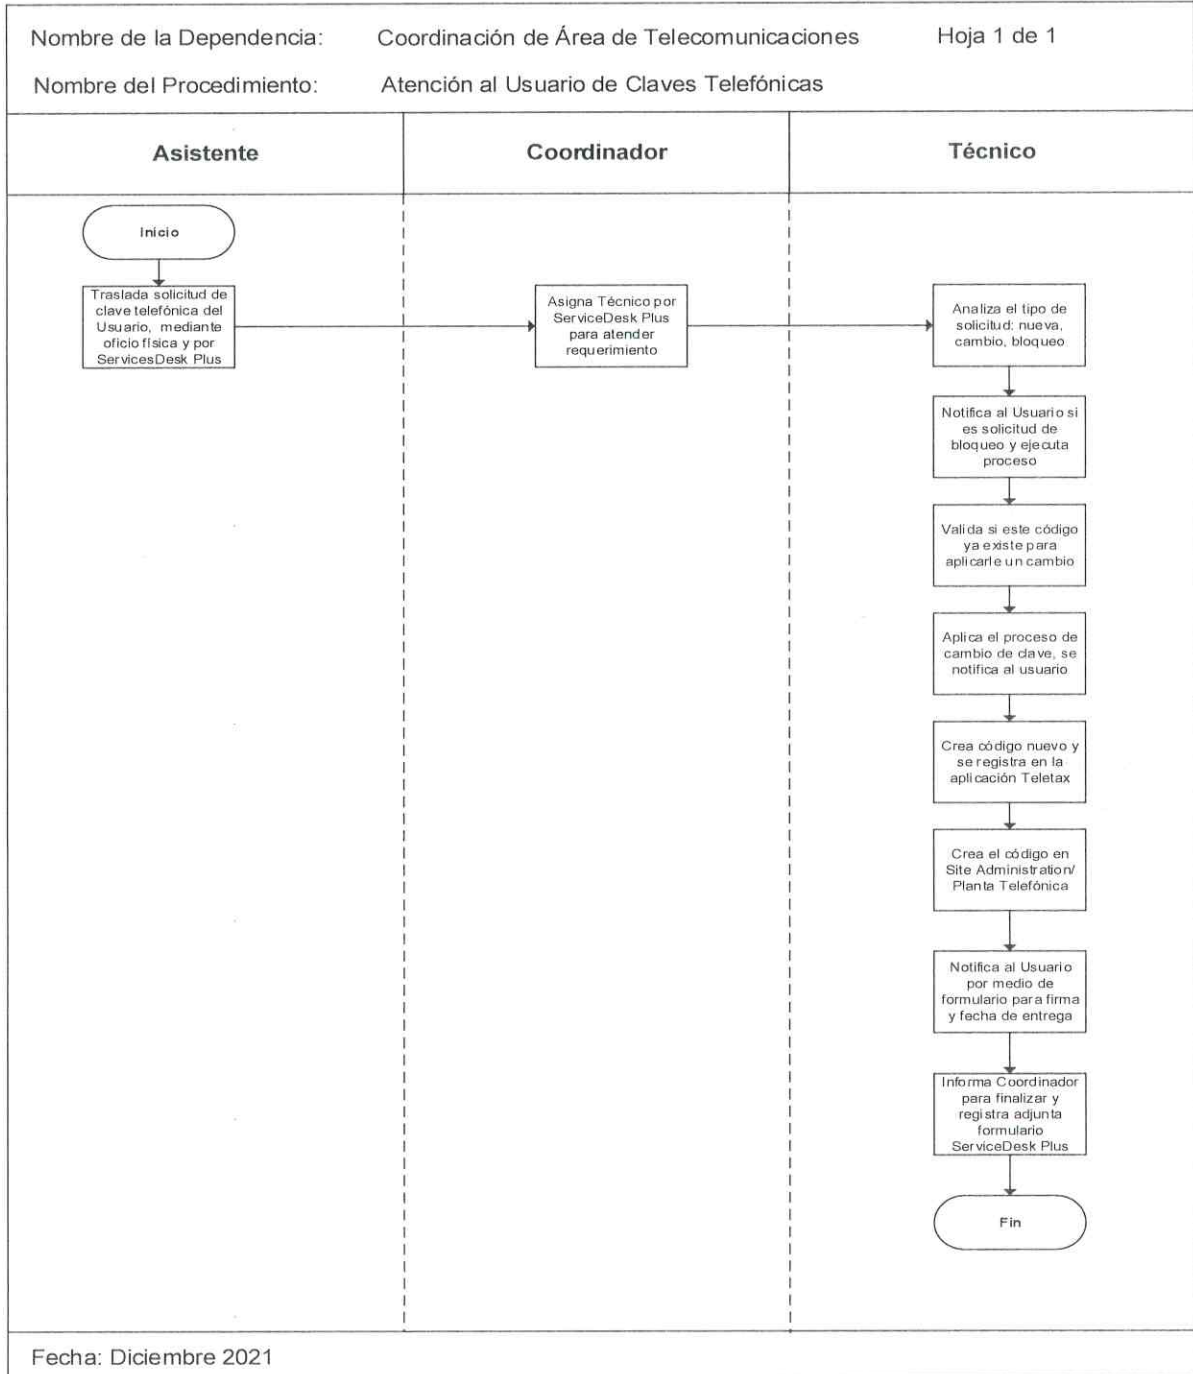 Nombre de la Dependencia: Coordinación de Área de Telecomunicaciones Hoja 1 de 1
Nombre del Procedimiento: Atención al Usuario de Claves Telefónicas
Asistente Coordinador Técnico
Inicio
Traslada solicitud de
clave telefónica del
Usuario, mediante
oficio física y por
ServicesDesk Plus
Asigna Técnico por
ServiceDesk Plus
para atender
requerimiento
Analiza el tipo de
solicitud: nueva,
cambio, bloqueo
Notifica al Usuario si
es solicitud de
bloqueo y ejecuta
proceso
Valida si este código
ya existe para
aplicarle un cambio
Aplica el proceso de
cambio de clave, se
notifica al usuario
Crea código nuevo y
se registra en la
aplicación Teletax
Crea el código en
Site Administration/
Planta Telefónica
Notifica al Usuario
por medio de
formulario para firma
y fecha de entrega
Informa Coordinador
para finalizar y
registra adjunta
formulario
ServiceDesk Plus
Fin
Fecha: Diciembre 2021